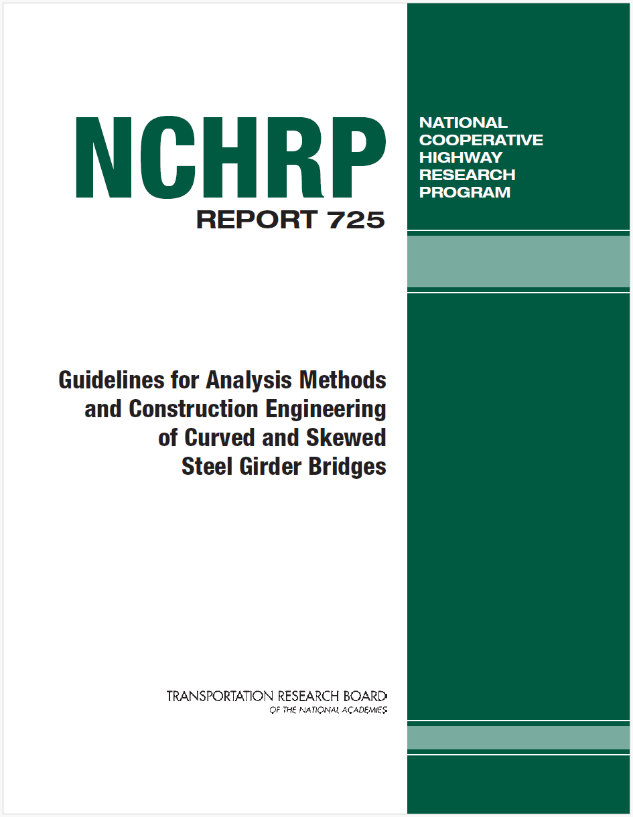 NCHRP
REPORT 725
NATIONAL
COOPERATIVE
HIGHWAY
RESEARCH
PROGRAM
Guidelines for Analysis Methods
and Construction Engineering
of Curved and Skewed
Steel Girder Bridges
TRANSPORTATION RESEARCH BOARD
OF THE NATIONAL ACADEMIES